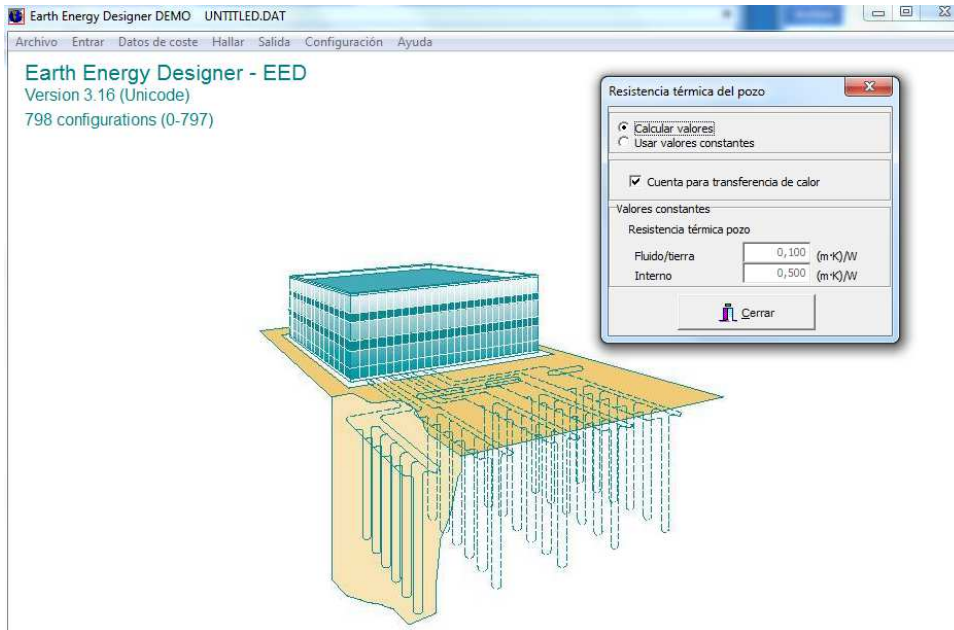 Earth Energy Designer DEMO UNTITLED.DAT
Archivo Entrar Datos de coste Hallar Salida Configuración Ayuda
Earth Energy Designer - EED
Version 3.16 (Unicode)
798 configurations (0-797)
Resistencia térmica del pozo
Calcular valores
Usar valores constantes
Cuenta para transferencia de calor
Valores constantes
Resistencia térmica pozo
Fluido/tierra 0,100 (m·K)/W
Interno 0,500 (m·K)/W
Cerrar